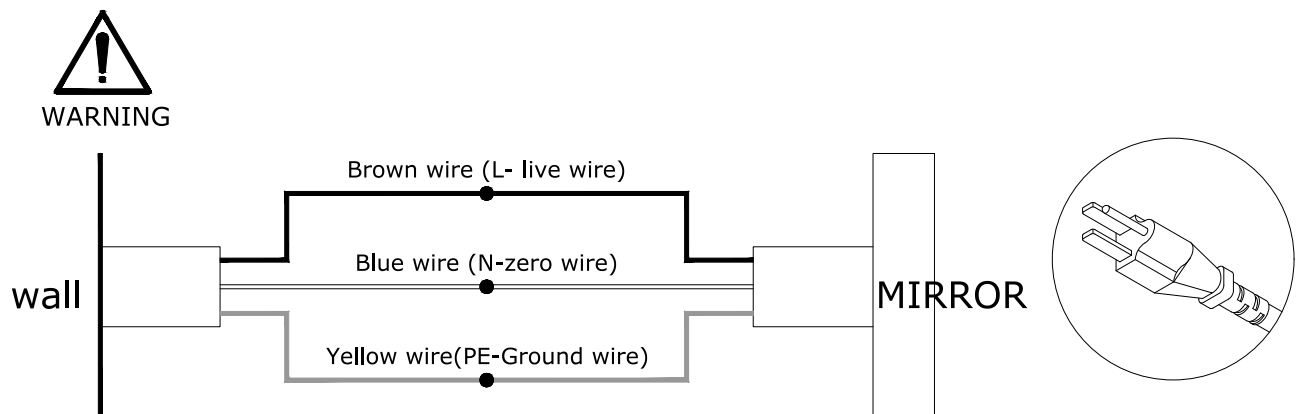 WARNING
Brown wire (L- live wire)
Blue wire (N-zero wire)
wall
MIRROR
Yellow wire(PE-Ground wire)